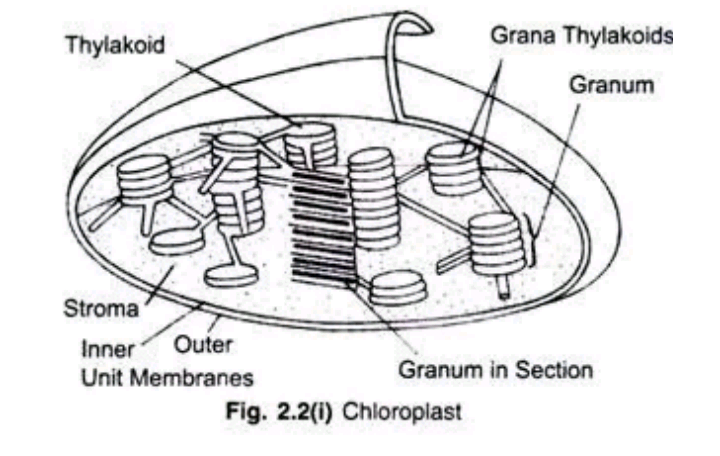 Thylakoid
Grana Thylakoids
Granum
Stroma
Inner
Outer
Unit Membranes
Granum in Section
Fig. 2.2(i) Chloroplast